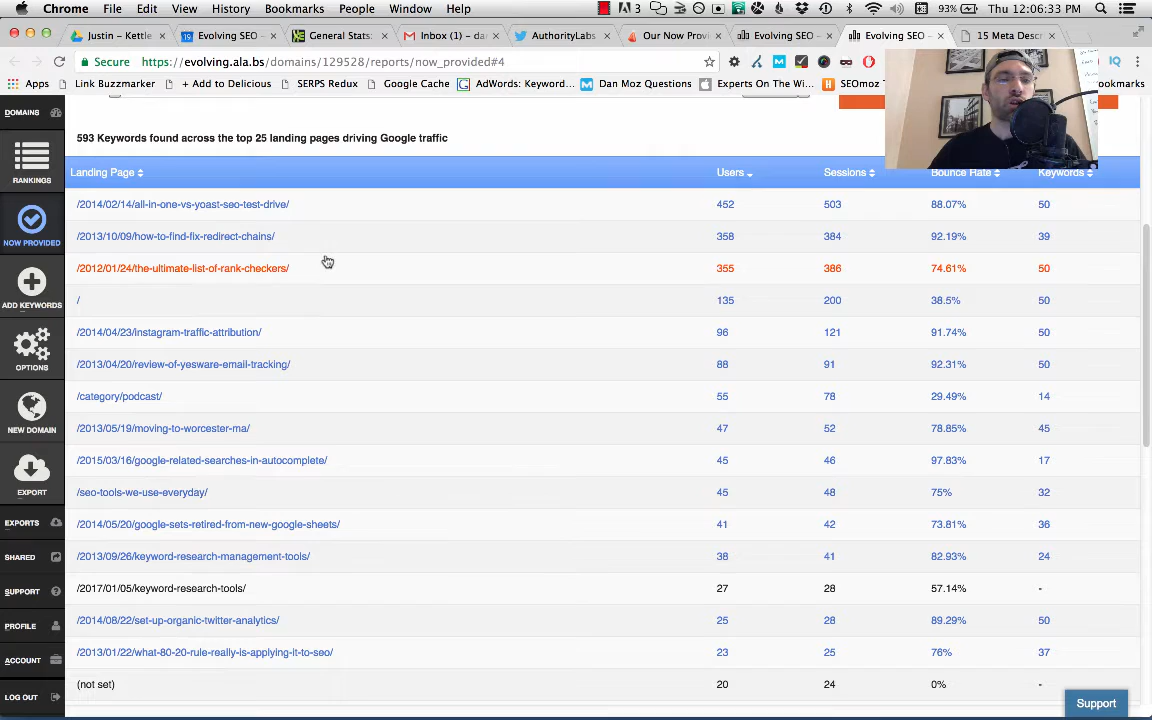 Chrome File Edit View History Bookmarks People Window Help 3 93% Thu 12:06:33 PM
Justin – Kettle × Evolving SEO – × General Stats: × Inbox (1) – da × AuthorityLabs × Our Now Provi × Evolving SEO – × Evolving SEO – × 15 Meta Descr ×
Secure https://evolving.ala.bs/domains/129528/reports/now_provided#4
Apps Link Buzzmarker + Add to Delicious SERPS Redux Google Cache AdWords: Keyword... Dan Moz Questions Experts On The Wi SEOmoz okmarks
DOMAINS
RANKINGS
NOW PROVIDED
ADD KEYWORDS
OPTIONS
NEW DOMAIN
EXPORT
EXPORTS
SHARED
SUPPORT
PROFILE
ACCOUNT
LOG OUT
593 Keywords found across the top 25 landing pages driving Google traffic
Landing Page Users Sessions Bounce Rate Keywords
/2014/02/14/all-in-one-vs-yoast-seo-test-drive/ 452 503 88.07% 50
/2013/10/09/how-to-find-fix-redirect-chains/ 358 384 92.19% 39
/2012/01/24/the-ultimate-list-of-rank-checkers/ 355 386 74.61% 50
/ 135 200 38.5% 50
/2014/04/23/instagram-traffic-attribution/ 96 121 91.74% 50
/2013/04/20/review-of-yesware-email-tracking/ 88 91 92.31% 50
/category/podcast/ 55 78 29.49% 14
/2013/05/19/moving-to-worcester-ma/ 47 52 78.85% 45
/2015/03/16/google-related-searches-in-autocomplete/ 45 46 97.83% 17
/seo-tools-we-use-everyday/ 45 48 75% 32
/2014/05/20/google-sets-retired-from-new-google-sheets/ 41 42 73.81% 36
/2013/09/26/keyword-research-management-tools/ 38 41 82.93% 24
/2017/01/05/keyword-research-tools/ 27 28 57.14% -
/2014/08/22/set-up-organic-twitter-analytics/ 25 28 89.29% 50
/2013/01/22/what-80-20-rule-really-is-applying-it-to-seo/ 23 25 76% 37
(not set) 20 24 0% -
Support